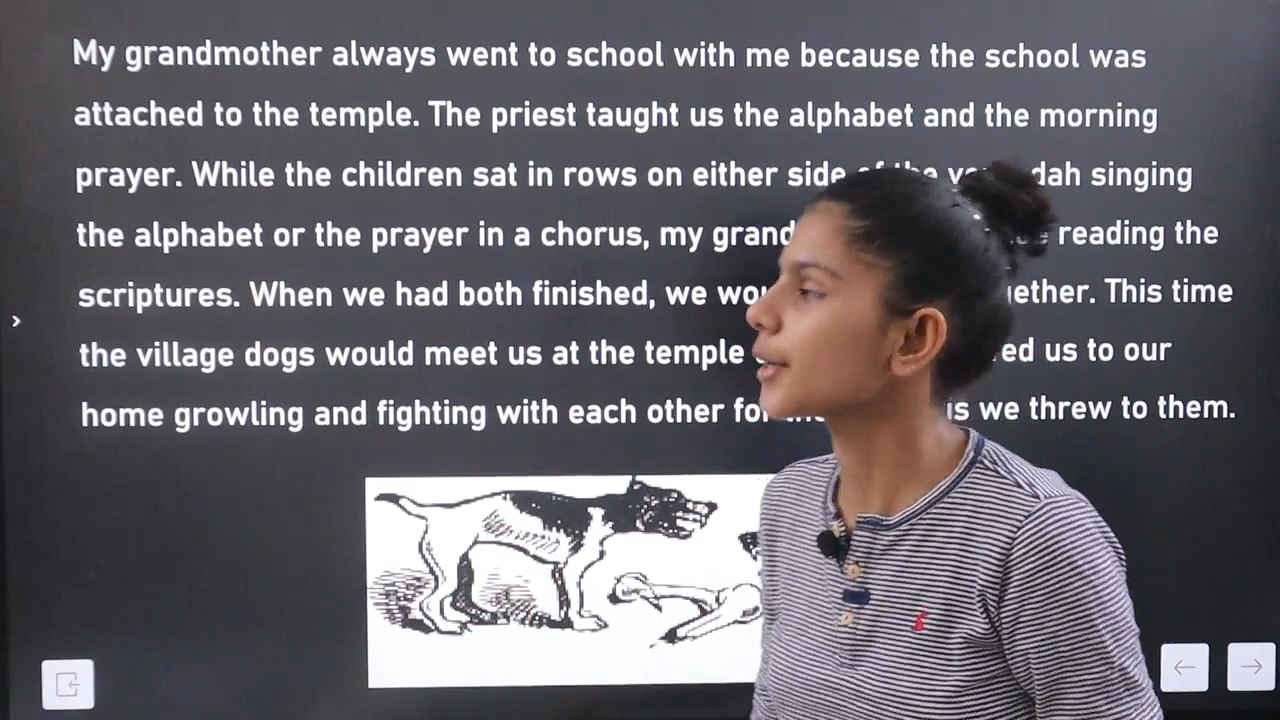 My grandmother always went to school with me because the school was
attached to the temple. The priest taught us the alphabet and the morning
prayer. While the children sat in rows on either side of the singing
the alphabet or the prayer in a chorus, my reading the
scriptures. When we had both finished, we This time
the village dogs would meet us at the temple us to our
home growling and fighting with each other for we threw to them.